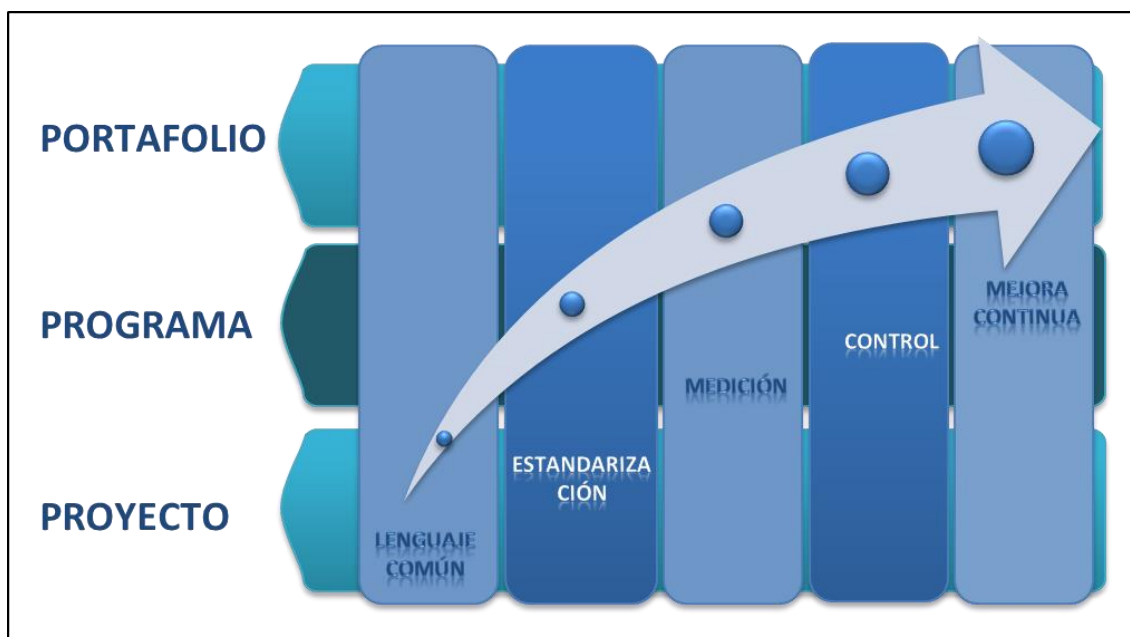 PORTAFOLIO
PROGRAMA
PROYECTO
LENGUAJE
COMÚN
ESTANDARIZA
CIÓN
MEDICIÓN
CONTROL
MEJORA
CONTINUA